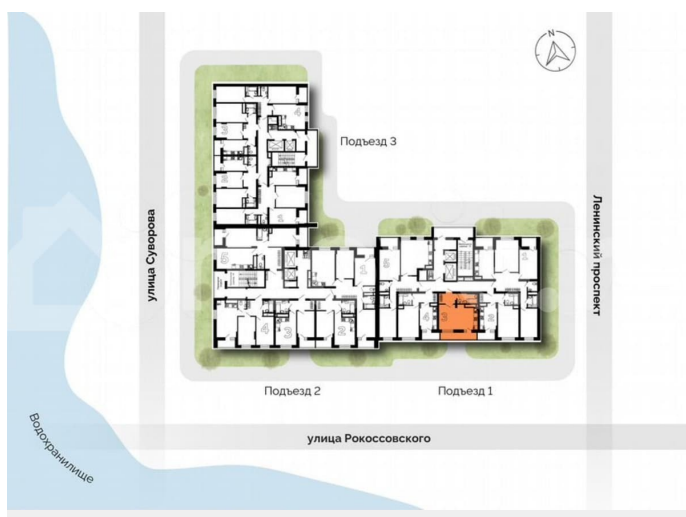 N
Подъезд 3
улица Суворова
Ленинский проспект
Подъезд 2
Подъезд 1
улица Рокоссовского
Водохранилище